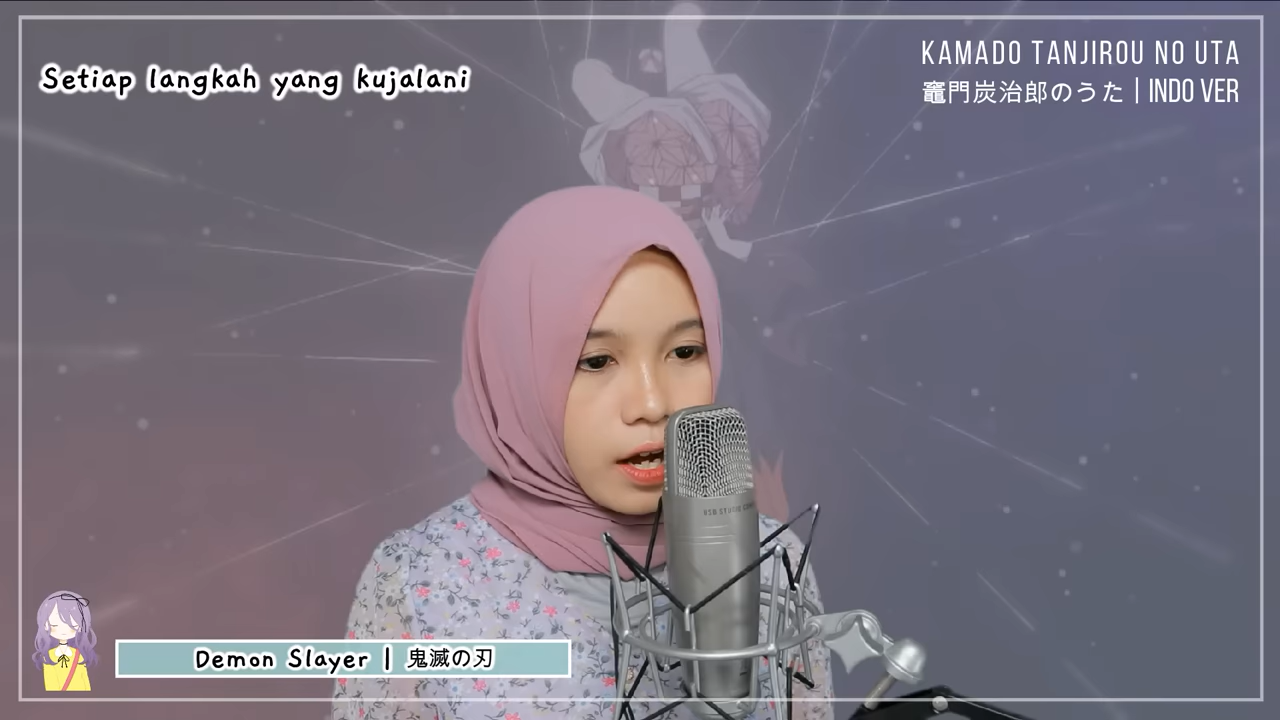 Setiap langkah yang kujalani
KAMADO TANJIROU NO UTA
竈門炭治郎のうた | INDO VER
Demon Slayer | 鬼滅の刃